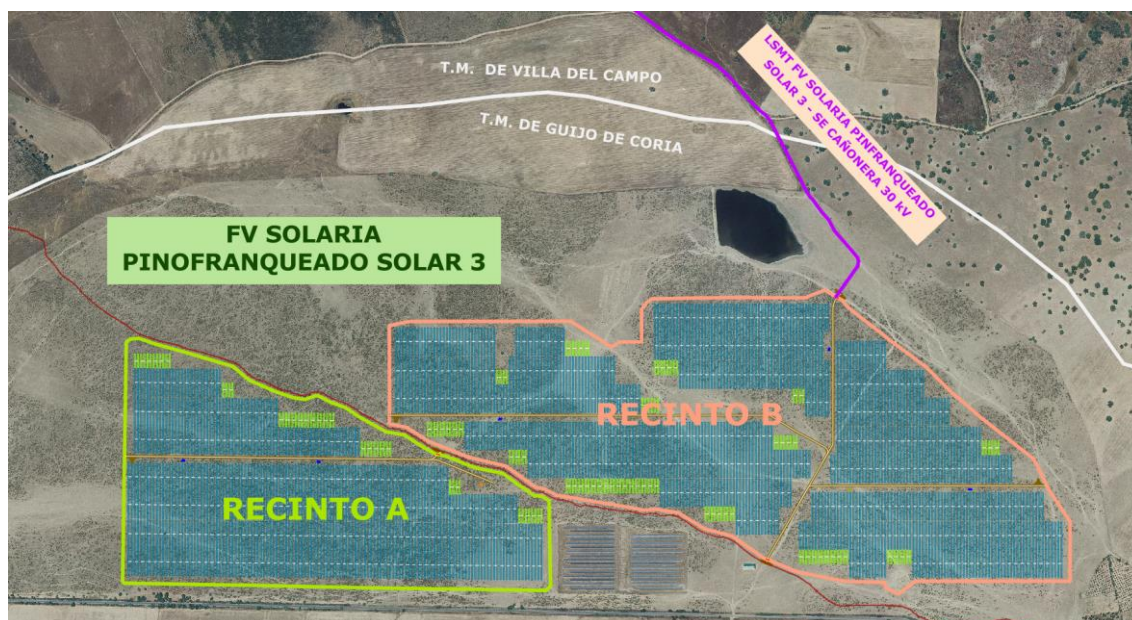 T.M. DE VILLA DEL CAMPO
T.M. DE GUIJO DE CORIA
LSMT FV SOLARIA PINFRANQUEADO
SOLAR 3 - SE CAÑONERA 30 kV
FV SOLARIA
PINOFRANQUEADO SOLAR 3
RECINTO B
RECINTO A